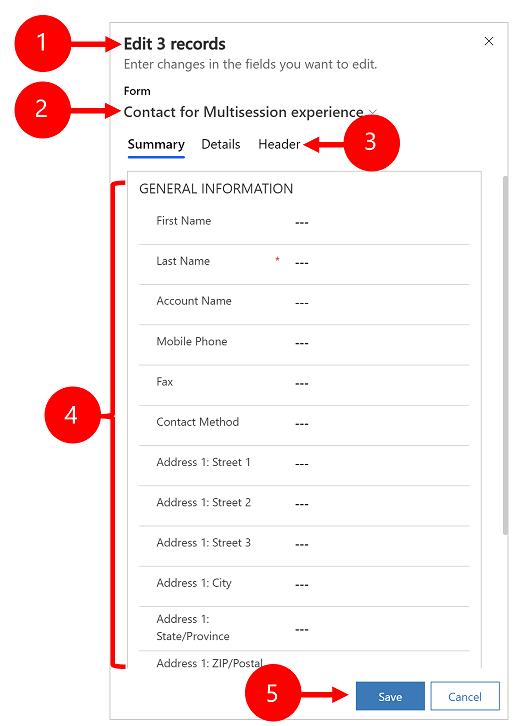 1
Edit 3 records
Enter changes in the fields you want to edit.
Form
2
Contact for Multisession experience
Summary Details Header
3
GENERAL INFORMATION
First Name ---
Last Name * ---
Account Name ---
Mobile Phone ---
Fax ---
4
Contact Method ---
Address 1: Street 1 ---
Address 1: Street 2 ---
Address 1: Street 3 ---
Address 1: City ---
Address 1:
State/Province ---
Address 1: ZIP/Postal
5
Save Cancel